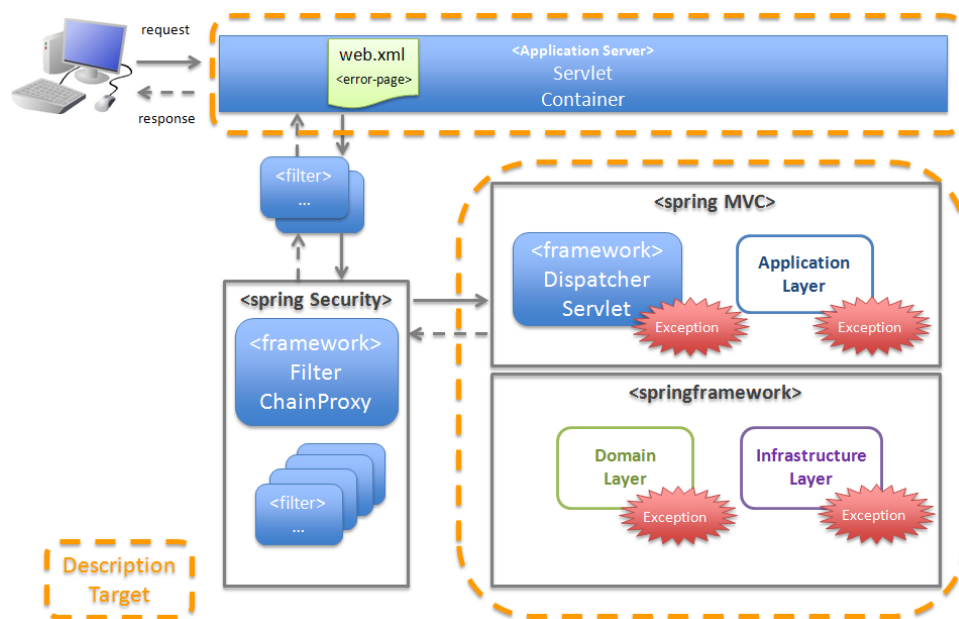 request
response
web.xml
<error-page>
<Application Server>
Servlet
Container
<filter>
...
<spring Security>
<framework>
Filter
ChainProxy
<filter>
...
<spring MVC>
<framework>
Dispatcher
Servlet
Exception
Application
Layer
Exception
<springframework>
Domain
Layer
Exception
Infrastructure
Layer
Exception
Description
Target